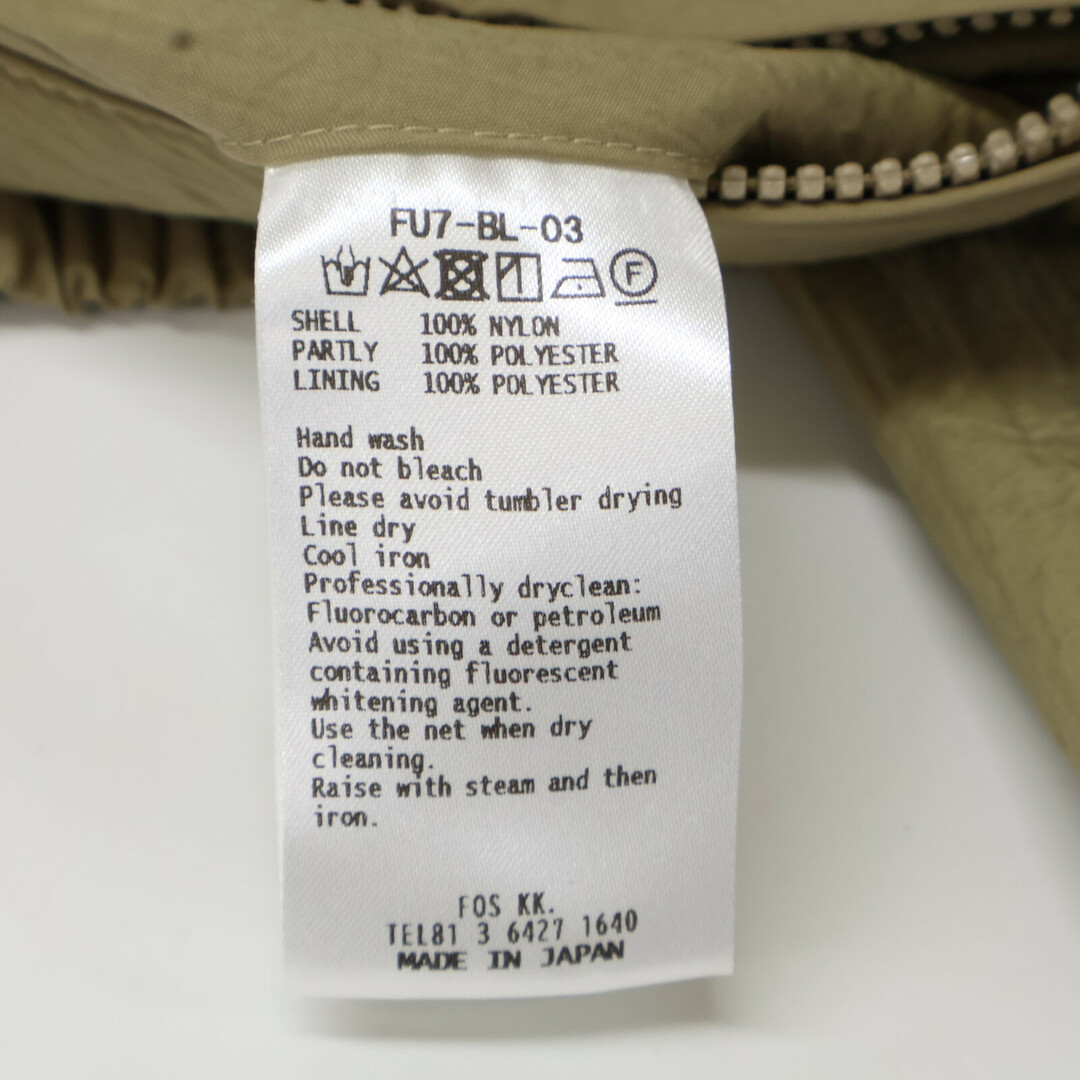 FU7-BL-03
F
SHELL 100% NYLON
PARTLY 100% POLYESTER
LINING 100% POLYESTER
Hand wash
Do not bleach
Please avoid tumbler drying
Line dry
Cool iron
Professionally dryclean:
Fluorocarbon or petroleum
Avoid using a detergent
containing fluorescent
whitening agent.
Use the net when dry
cleaning.
Raise with steam and then
iron.
FOS KK.
TEL81 3 6427 1640
MADE IN JAPAN